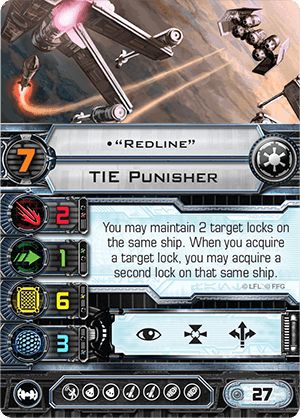 •“Redline”
7
TIE Punisher
2
1
6
3
You may maintain 2 target locks on
the same ship. When you acquire
a target lock, you may acquire a
second lock on that same ship.
©LFL ©FFG
27